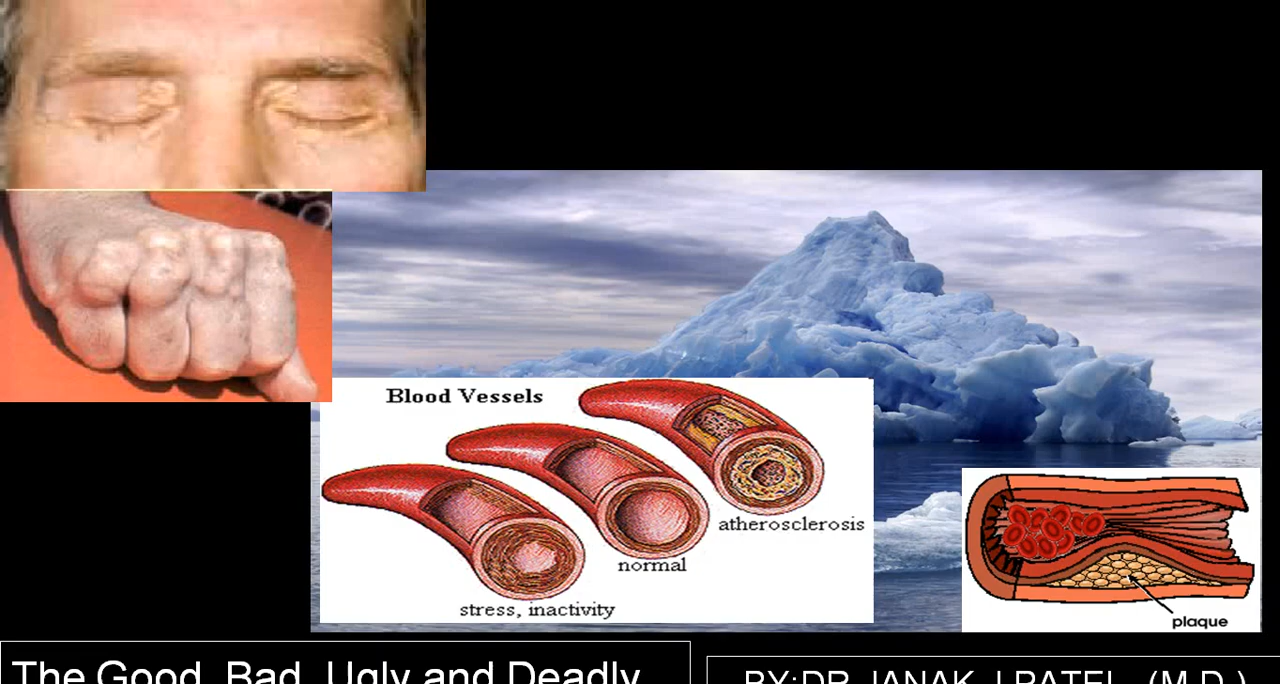 Blood Vessels
atherosclerosis
normal
stress, inactivity
plaque
The Good, Bad, Ugly and Deadly
BY:DR. JANAK J PATEL (M.D.)